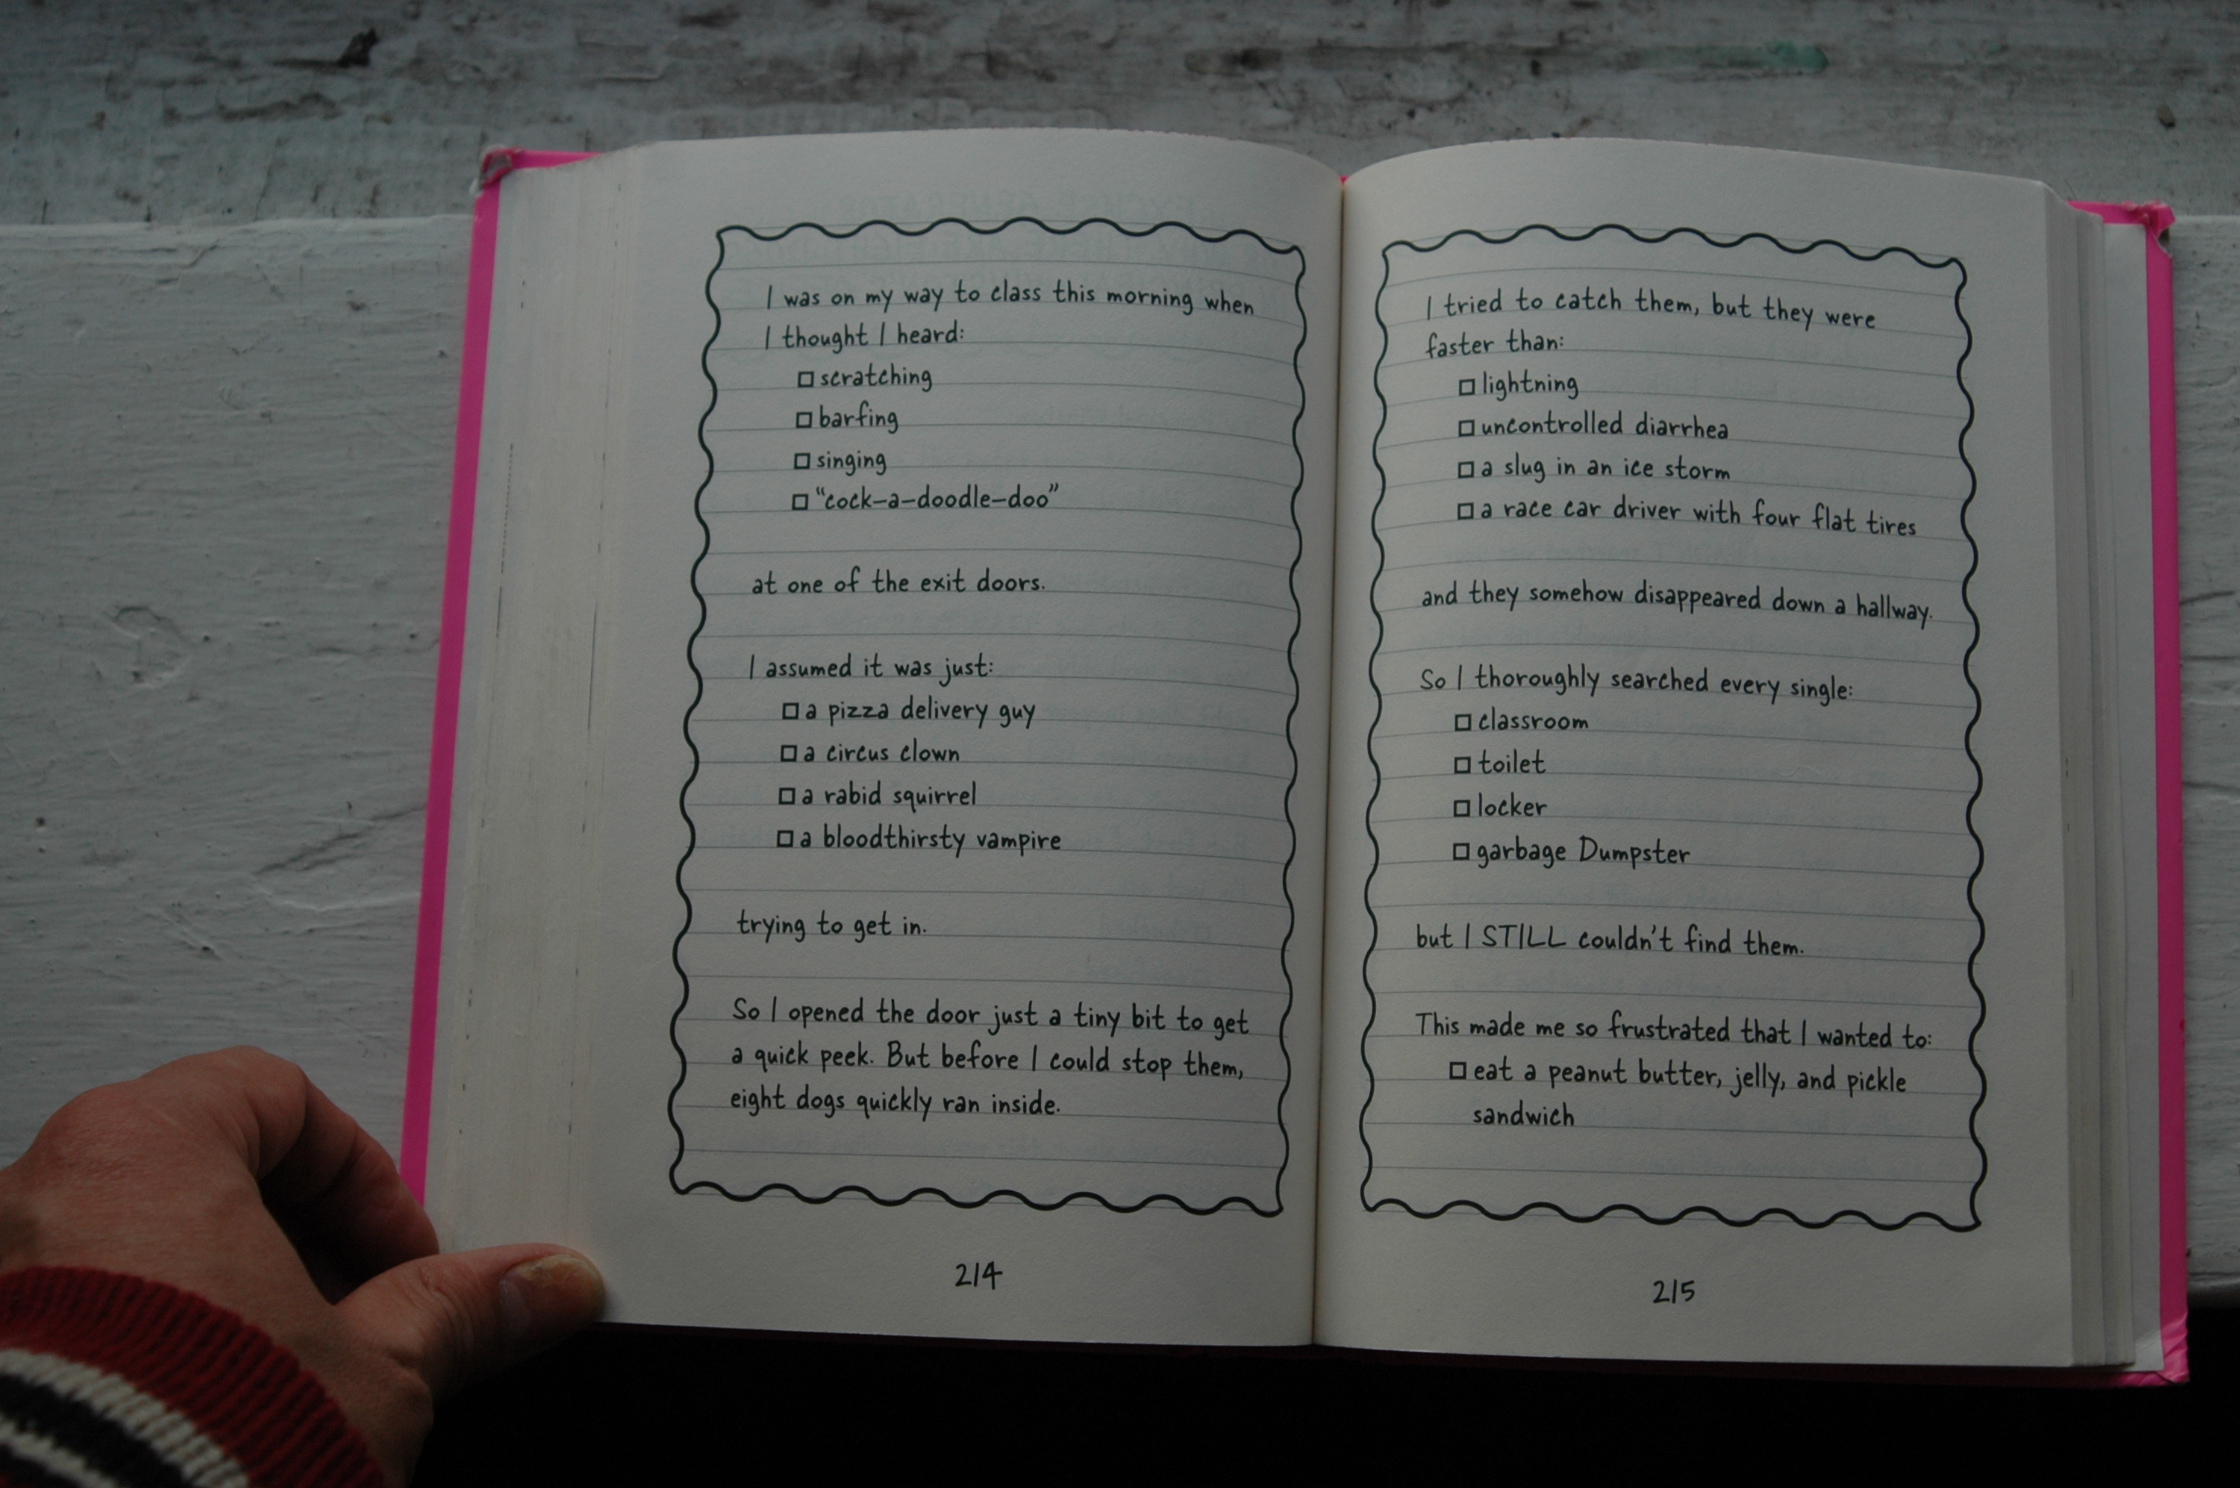 I was on my way to class this morning when
I thought I heard:
□ scratching
□ barfing
□ singing
□ “cock-a-doodle-doo”
at one of the exit doors.
I assumed it was just:
□ a pizza delivery guy
□ a circus clown
□ a rabid squirrel
□ a bloodthirsty vampire
trying to get in.
So I opened the door just a tiny bit to get
a quick peek. But before I could stop them,
eight dogs quickly ran inside.
214
I tried to catch them, but they were
faster than:
□ lightning
□ uncontrolled diarrhea
□ a slug in an ice storm
□ a race car driver with four flat tires
and they somehow disappeared down a hallway.
So I thoroughly searched every single:
□ classroom
□ toilet
□ locker
□ garbage Dumpster
but I STILL couldn't find them.
This made me so frustrated that I wanted to:
□ eat a peanut butter, jelly, and pickle
sandwich
215